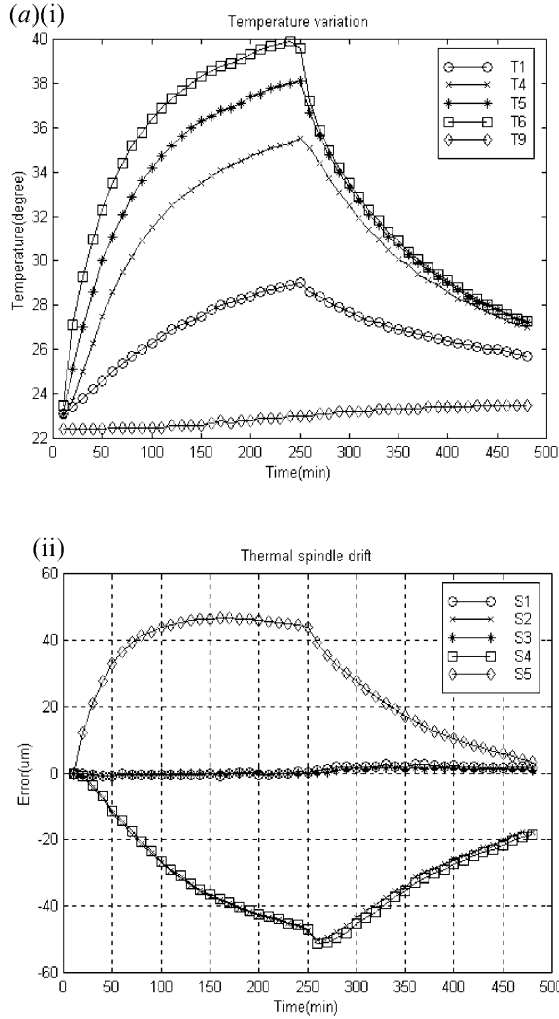 (a)(i)
Temperature variation
40
38
36
34
32
30
28
26
24
22
Temperature(degree)
T1
T4
T5
T6
T9
0 50 100 150 200 250 300 350 400 450 500
Time(min)
(ii)
Thermal spindle drift
60
40
20
0
-20
-40
-60
Error(um)
S1
S2
S3
S4
S5
0 50 100 150 200 250 300 350 400 450 500
Time(min)